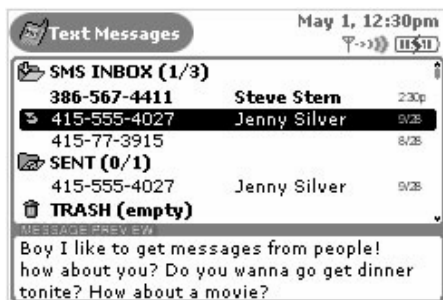 Text Messages
May 1, 12:30pm
SMS INBOX (1/3)
386-567-4411 Steve Stern 2:30p
415-555-4027 Jenny Silver 9/28
415-77-3915 8/28
SENT (0/1)
415-555-4027 Jenny Silver 9/28
TRASH (empty)
MESSAGE PREVIEW
Boy I like to get messages from people!
how about you? Do you wanna go get dinner
tonite? How about a movie?